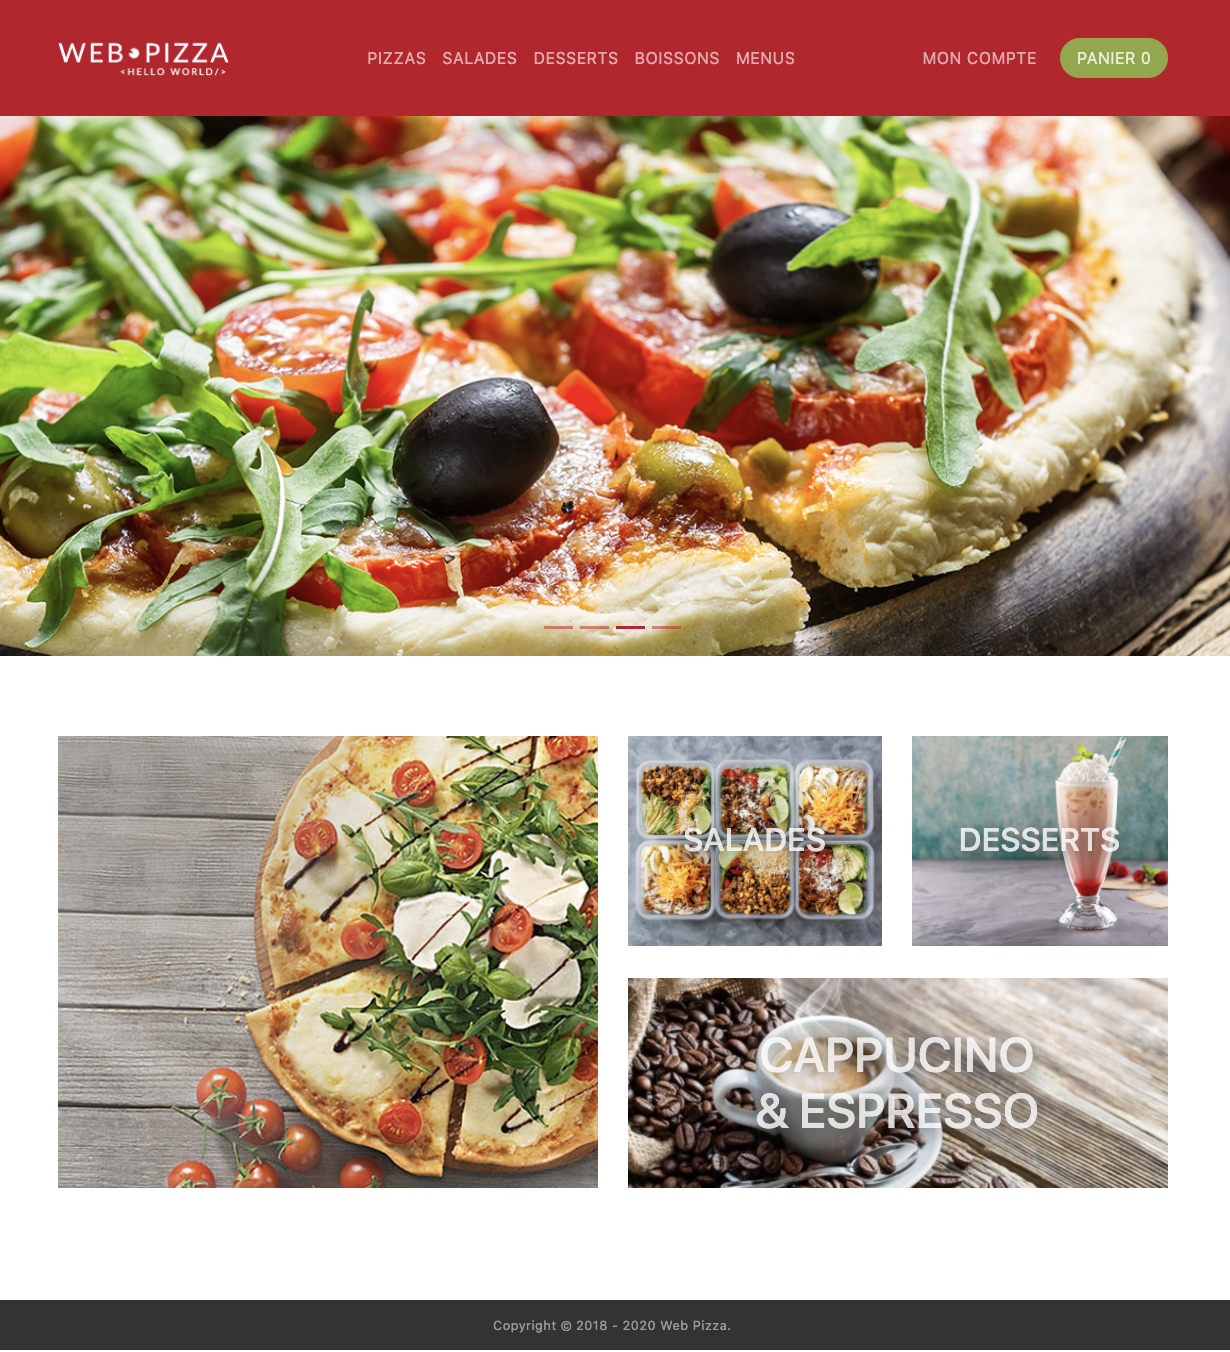 WEB PIZZA
<HELLO WORLD/>
PIZZAS SALADES DESSERTS BOISSONS MENUS
MON COMPTE
PANIER 0
SALADES
DESSERTS
CAPPUCINO
& ESPRESSO
Copyright © 2018 - 2020 Web Pizza.